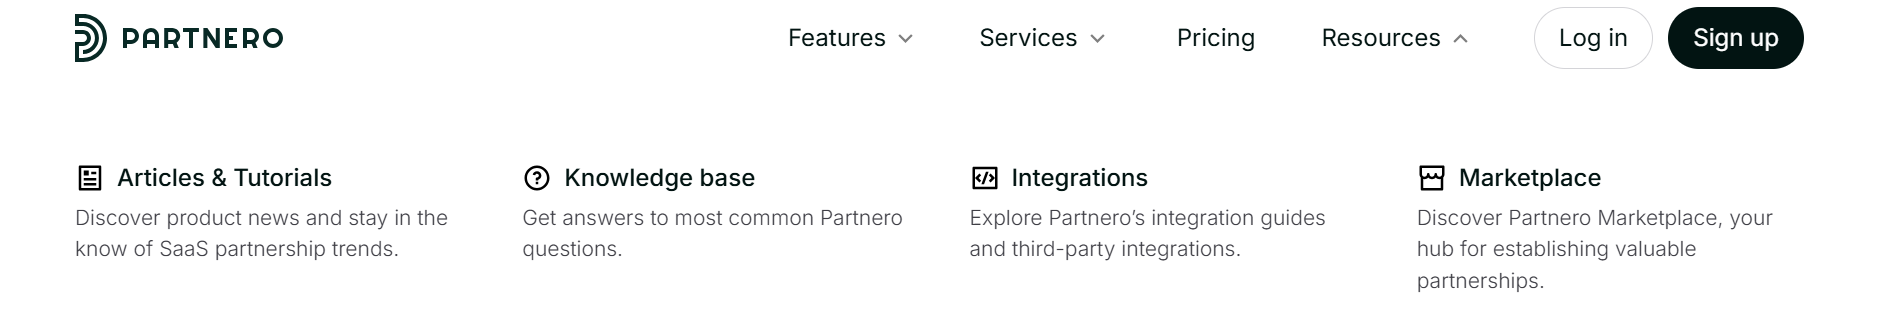 PARTNERO
Features
Services
Pricing
Resources
Log in
Sign up
Articles & Tutorials
Discover product news and stay in the
know of SaaS partnership trends.
Knowledge base
Get answers to most common Partnero
questions.
Integrations
Explore Partnero’s integration guides
and third-party integrations.
Marketplace
Discover Partnero Marketplace, your
hub for establishing valuable
partnerships.